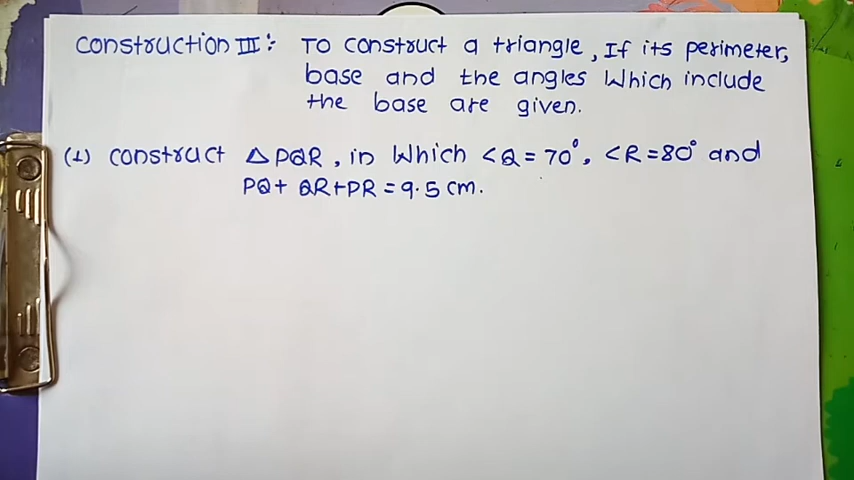 Construction III : To construct a triangle, If its perimeter,
base and the angles which include
the base are given.
(1) construct △PQR, in which <Q = 70°, <R = 80° and
PQ + QR + PR = 9.5 cm.